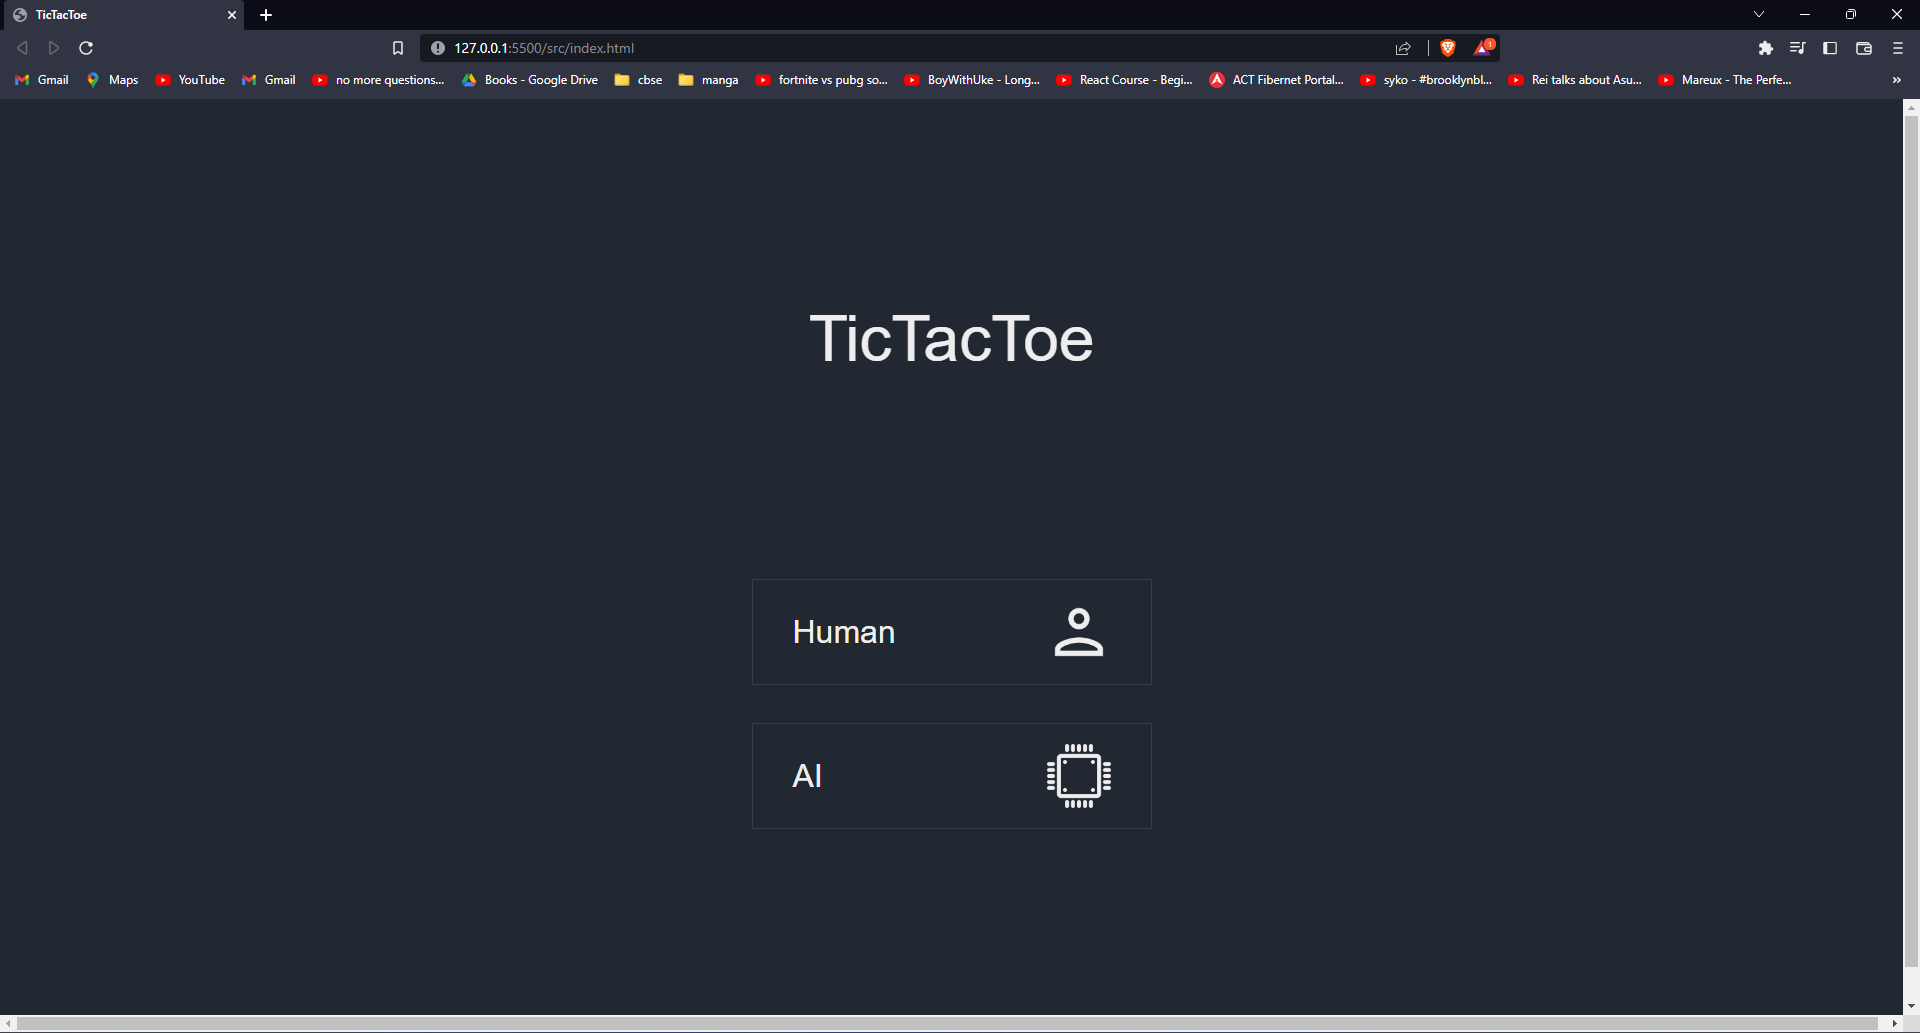 TicTacToe
127.0.0.1:5500/src/index.html
1
Gmail Maps YouTube Gmail no more questions... Books - Google Drive cbse manga fortnite vs pubg so... BoyWithUke - Long... React Course - Begi... ACT Fibernet Portal... syko - #brooklynbl... Rei talks about Asu... Mareux - The Perfe...
TicTacToe
Human
AI